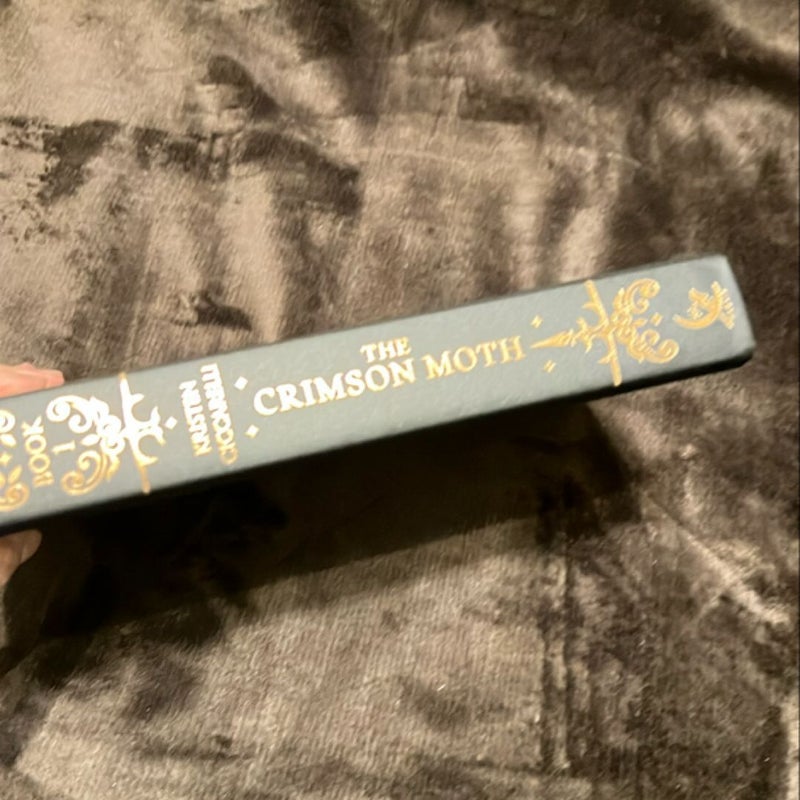 BOOK
1
KRISTEN
CICCARELLI
THE
CRIMSON MOTH